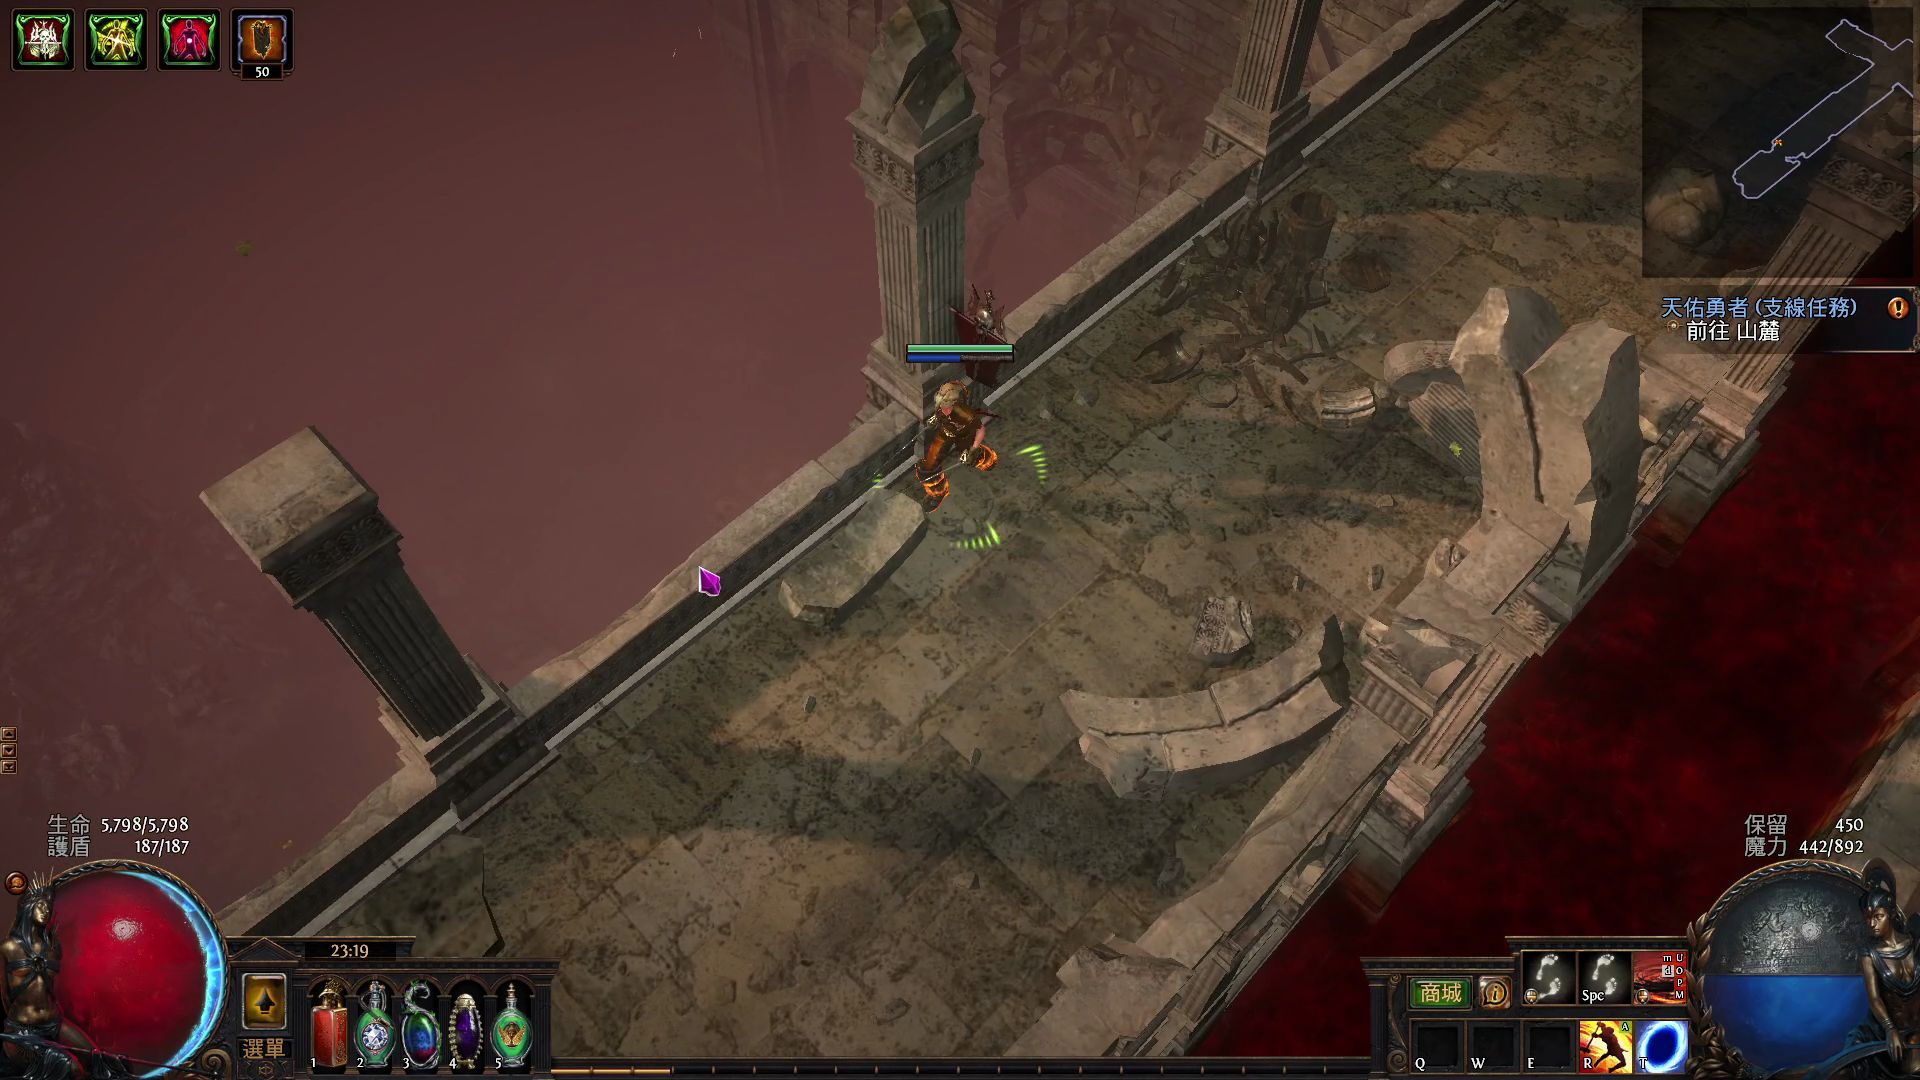 50
天佑勇者 (支線任務)
前往 山麓
生命 5,798/5,798
護盾 187/187
保留 450
魔力 442/892
23:19
選單
1
2
3
4
5
商城
Spc
m U
d O
P
M
Q
W
E
R
A
T